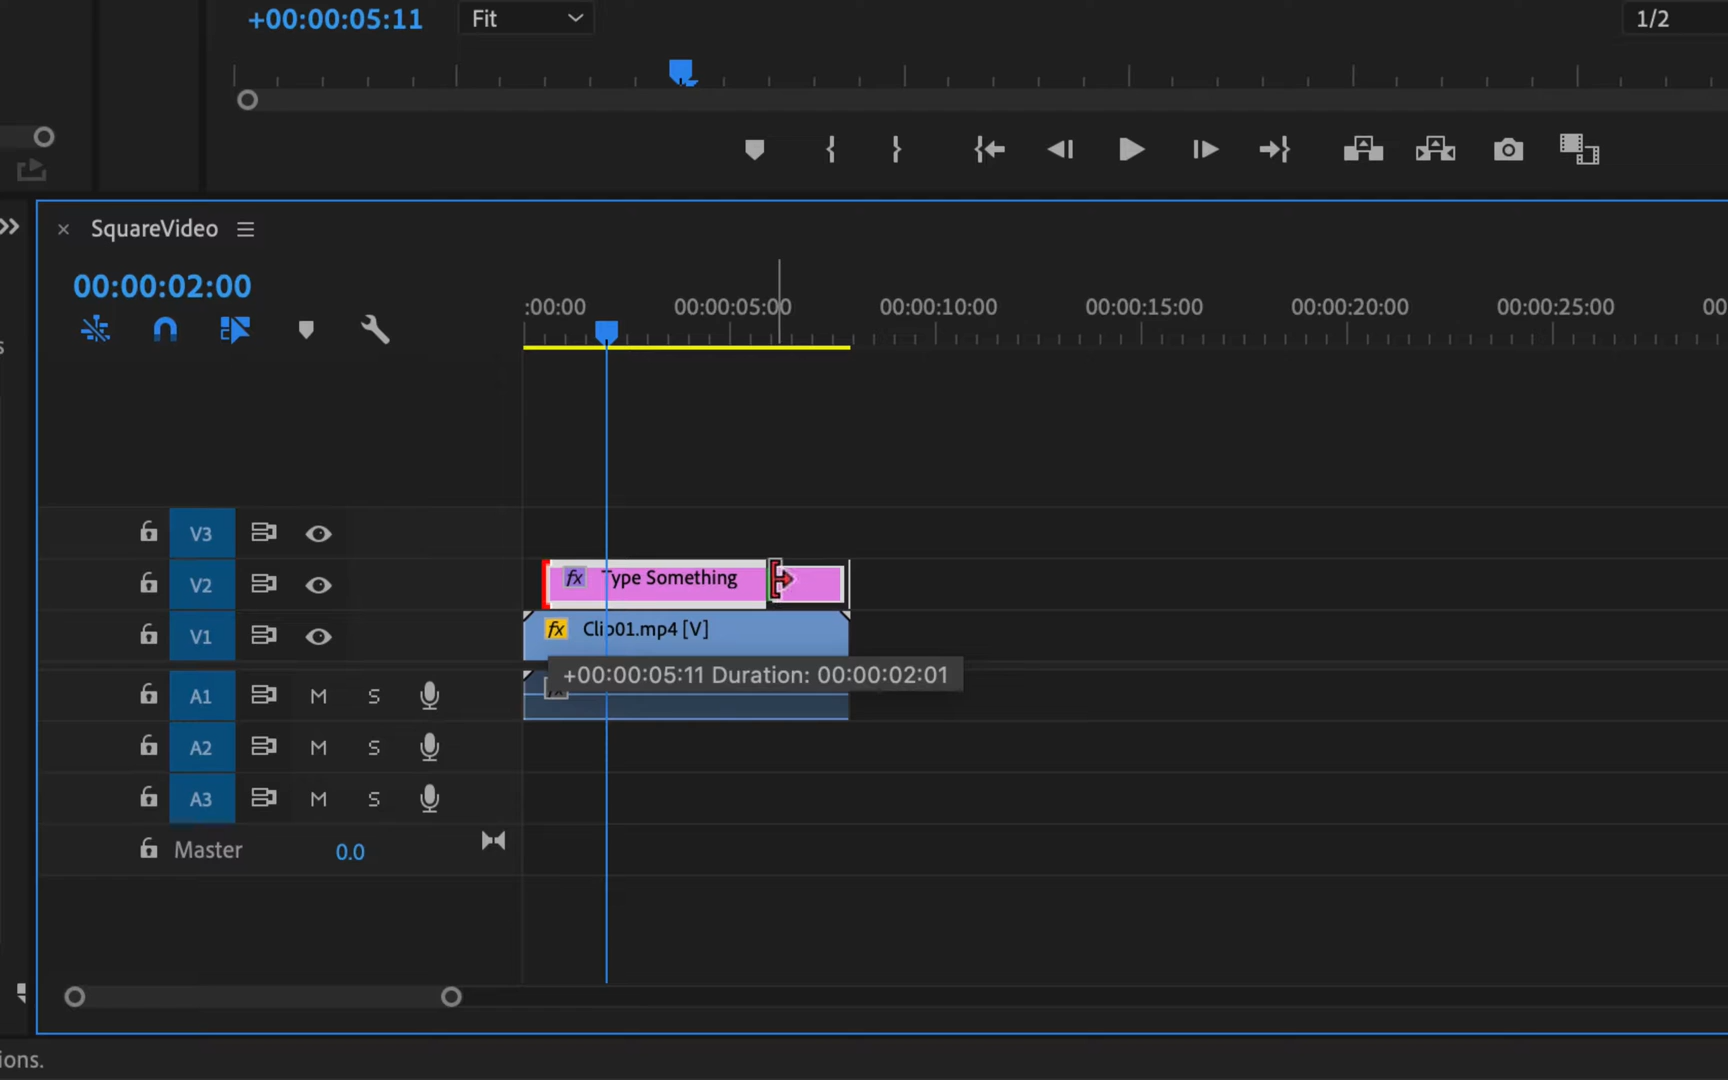 +00:00:05:11 Fit 1/2
SquareVideo
00:00:02:00
:00:00 00:00:05:00 00:00:10:00 00:00:15:00 00:00:20:00 00:00:25:00 00
s
V3
V2 fx Type Something
V1 fx Clip01.mp4 [V]
+00:00:05:11 Duration: 00:00:02:01
A1 M S
A2 M S
A3 M S
Master 0.0
ions.